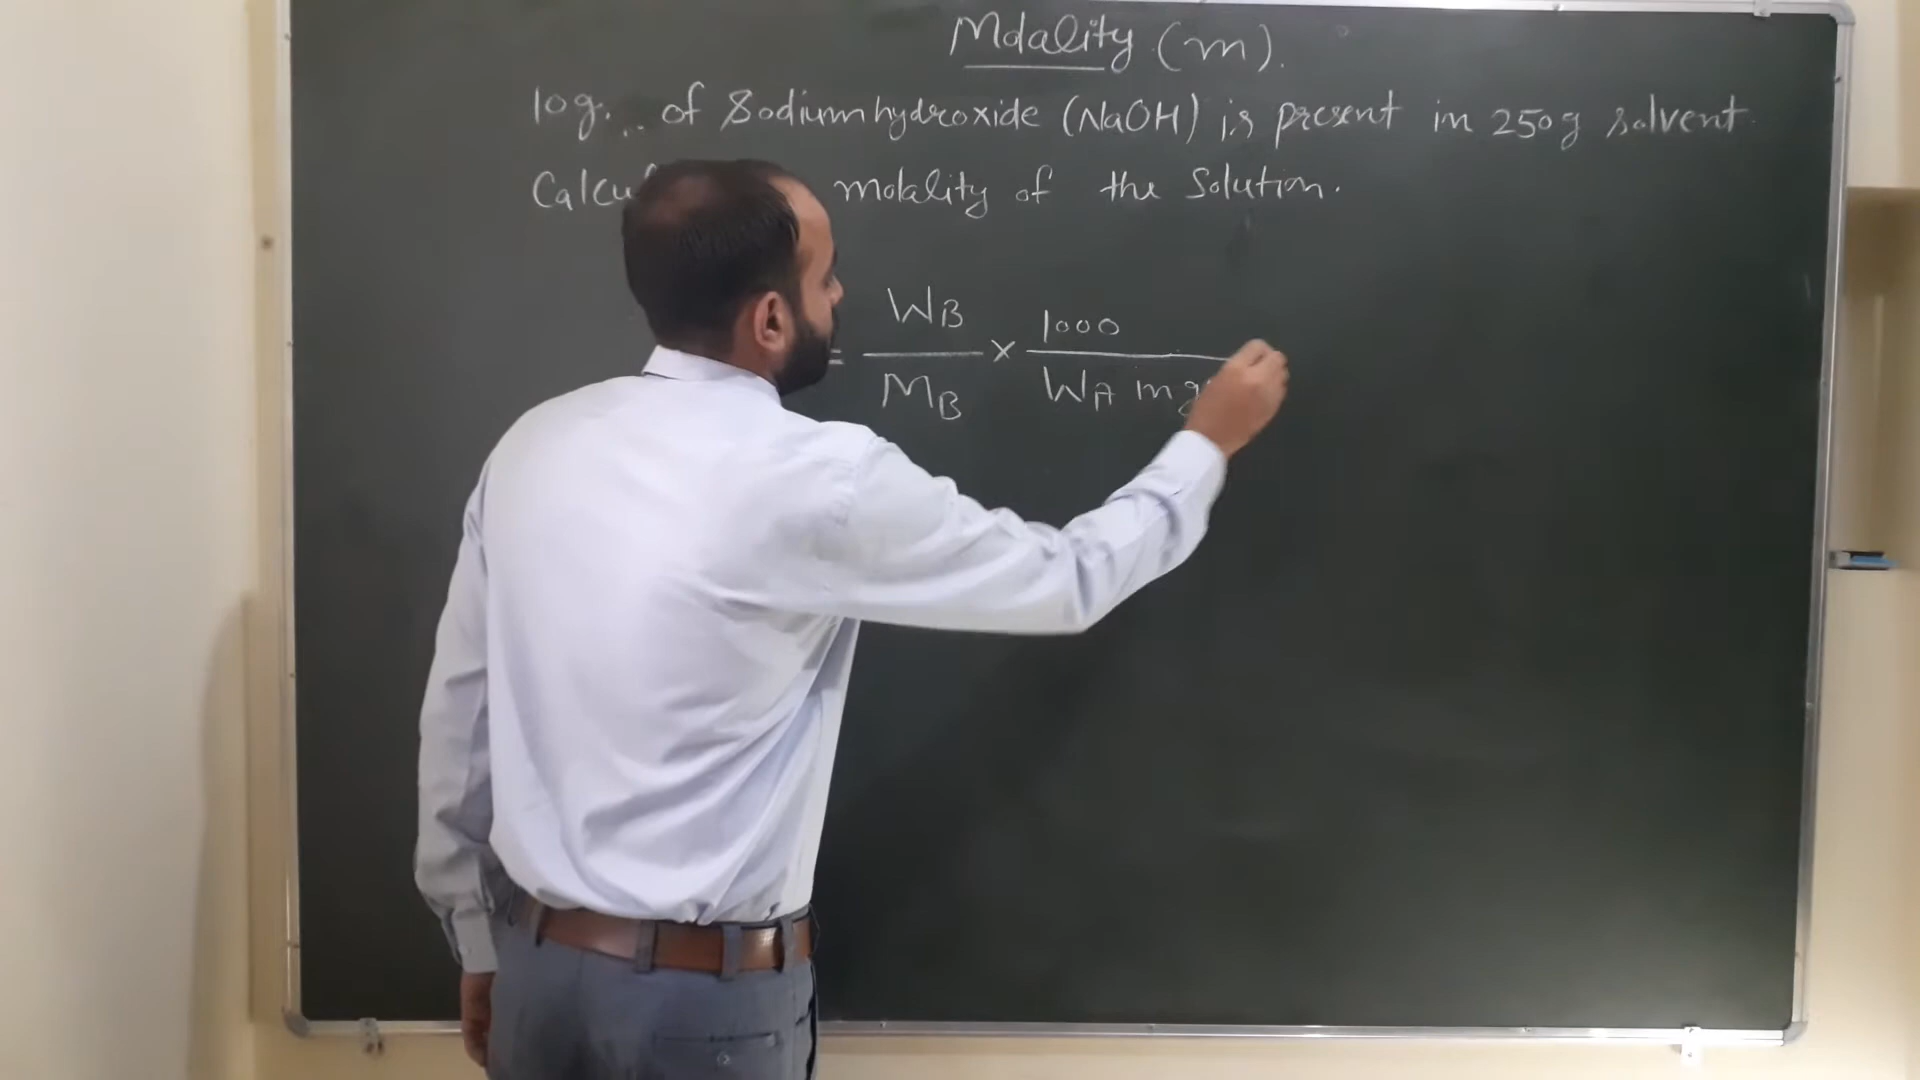 Molality (m).
10g... of Sodium hydroxide (NaOH) is present in 250g solvent.
Calcu molality of the Solution.
= WB / MB × 1000 / WA in g